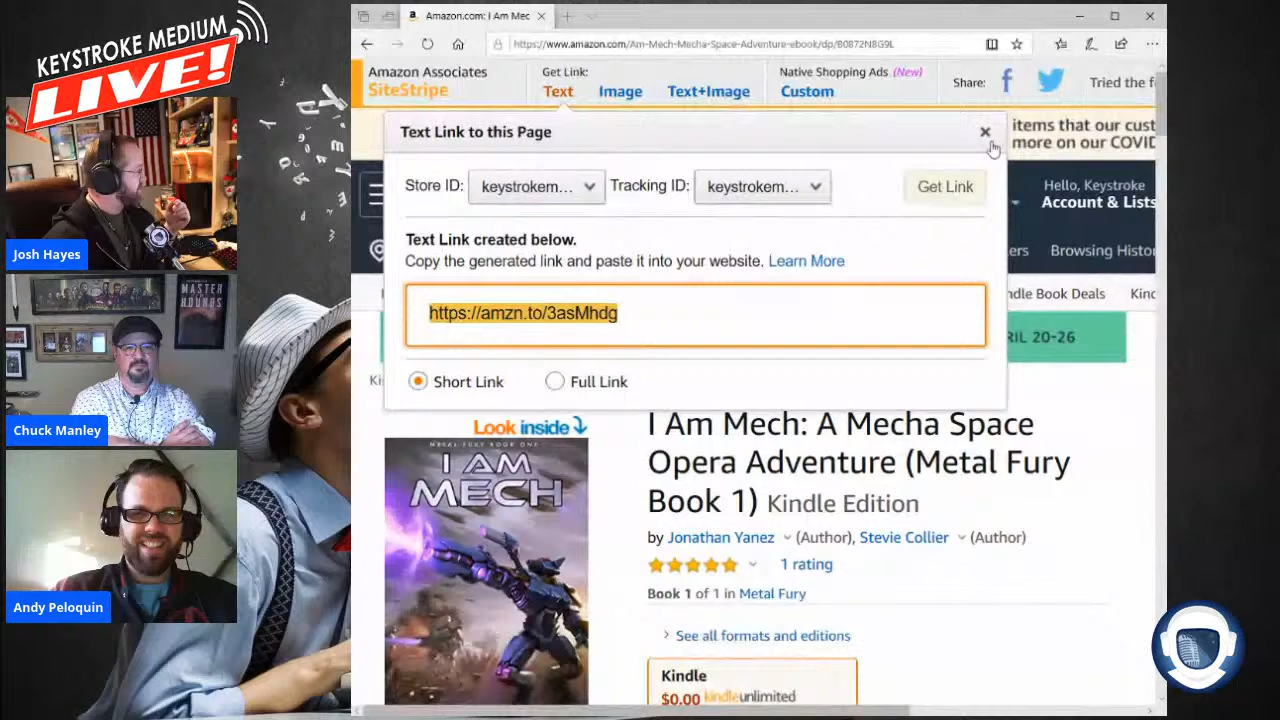 KEYSTROKE MEDIUM
LIVE!
Josh Hayes
MASTER
HOUNDS
Chuck Manley
Andy Peloquin
Amazon.com: I Am Mec
https://www.amazon.com/Am-Mech-Mecha-Space-Adventure-ebook/dp/B0872N8G9L
Amazon Associates
SiteStripe
Get Link:
Text
Image
Text+Image
Native Shopping Ads (New)
Custom
Share:
Tried the f
Text Link to this Page
items that our cust
more on our COVID
Store ID:
keystrokem...
Tracking ID:
keystrokem...
Get Link
Hello, Keystroke
Account & Lists
Text Link created below.
Copy the generated link and paste it into your website. Learn More
ers
Browsing Histor
https://amzn.to/3asMhdg
ndle Book Deals
Kinc
RIL 20-26
Short Link
Full Link
Ki
Look inside
METAL FURY BOOK ONE
I AM
MECH
I Am Mech: A Mecha Space
Opera Adventure (Metal Fury
Book 1) Kindle Edition
by Jonathan Yanez (Author), Stevie Collier (Author)
1 rating
Book 1 of 1 in Metal Fury
See all formats and editions
Kindle
$0.00 kindleunlimited